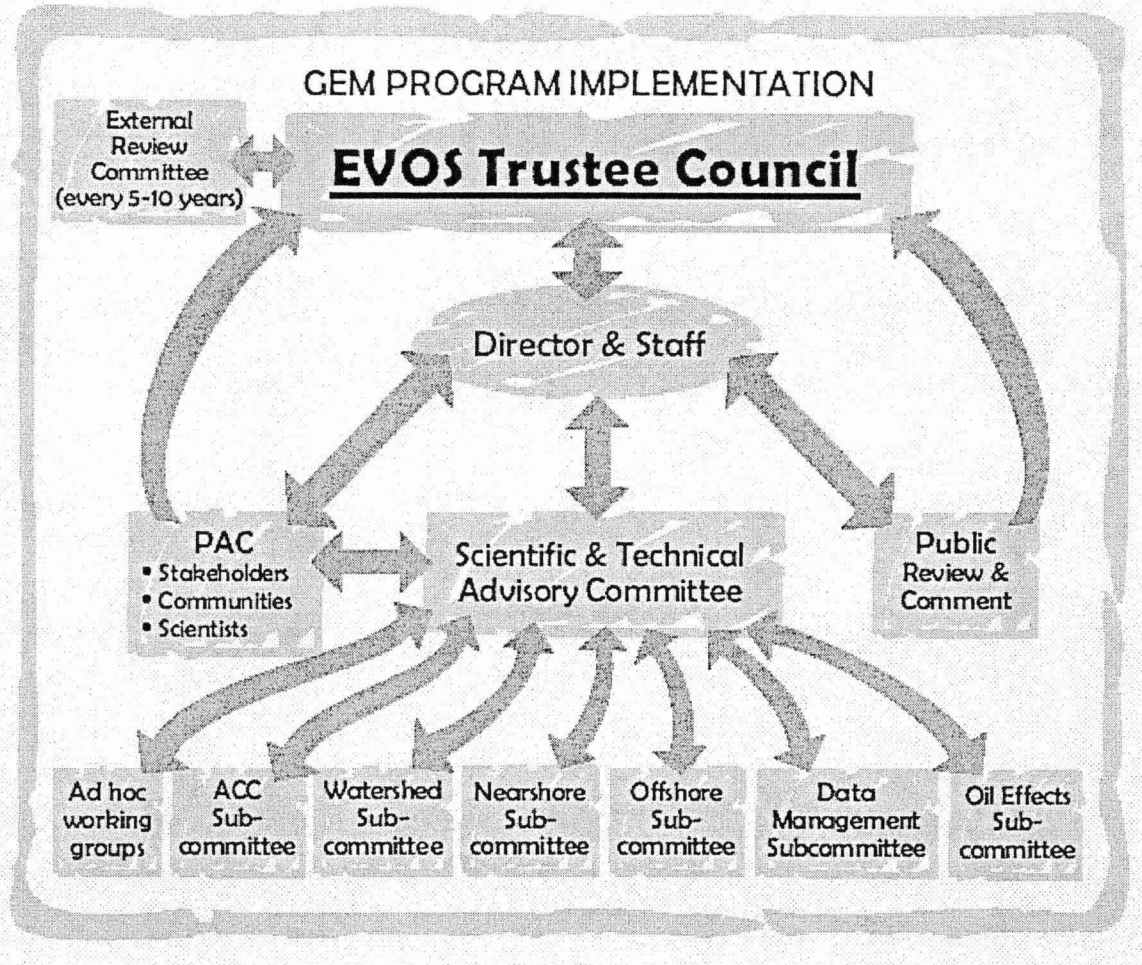 GEM PROGRAM IMPLEMENTATION
External
Review
Committee
(every 5-10 years)
EVOS Trustee Council
Director & Staff
PAC
▪ Stakeholders
▪ Communities
▪ Scientists
Scientific & Technical
Advisory Committee
Public
Review &
Comment
Ad hoc
working
groups
ACC
Sub-
committee
Watershed
Sub-
committee
Nearshore
Sub-
committee
Offshore
Sub-
committee
Data
Management
Subcommittee
Oil Effects
Sub-
committee